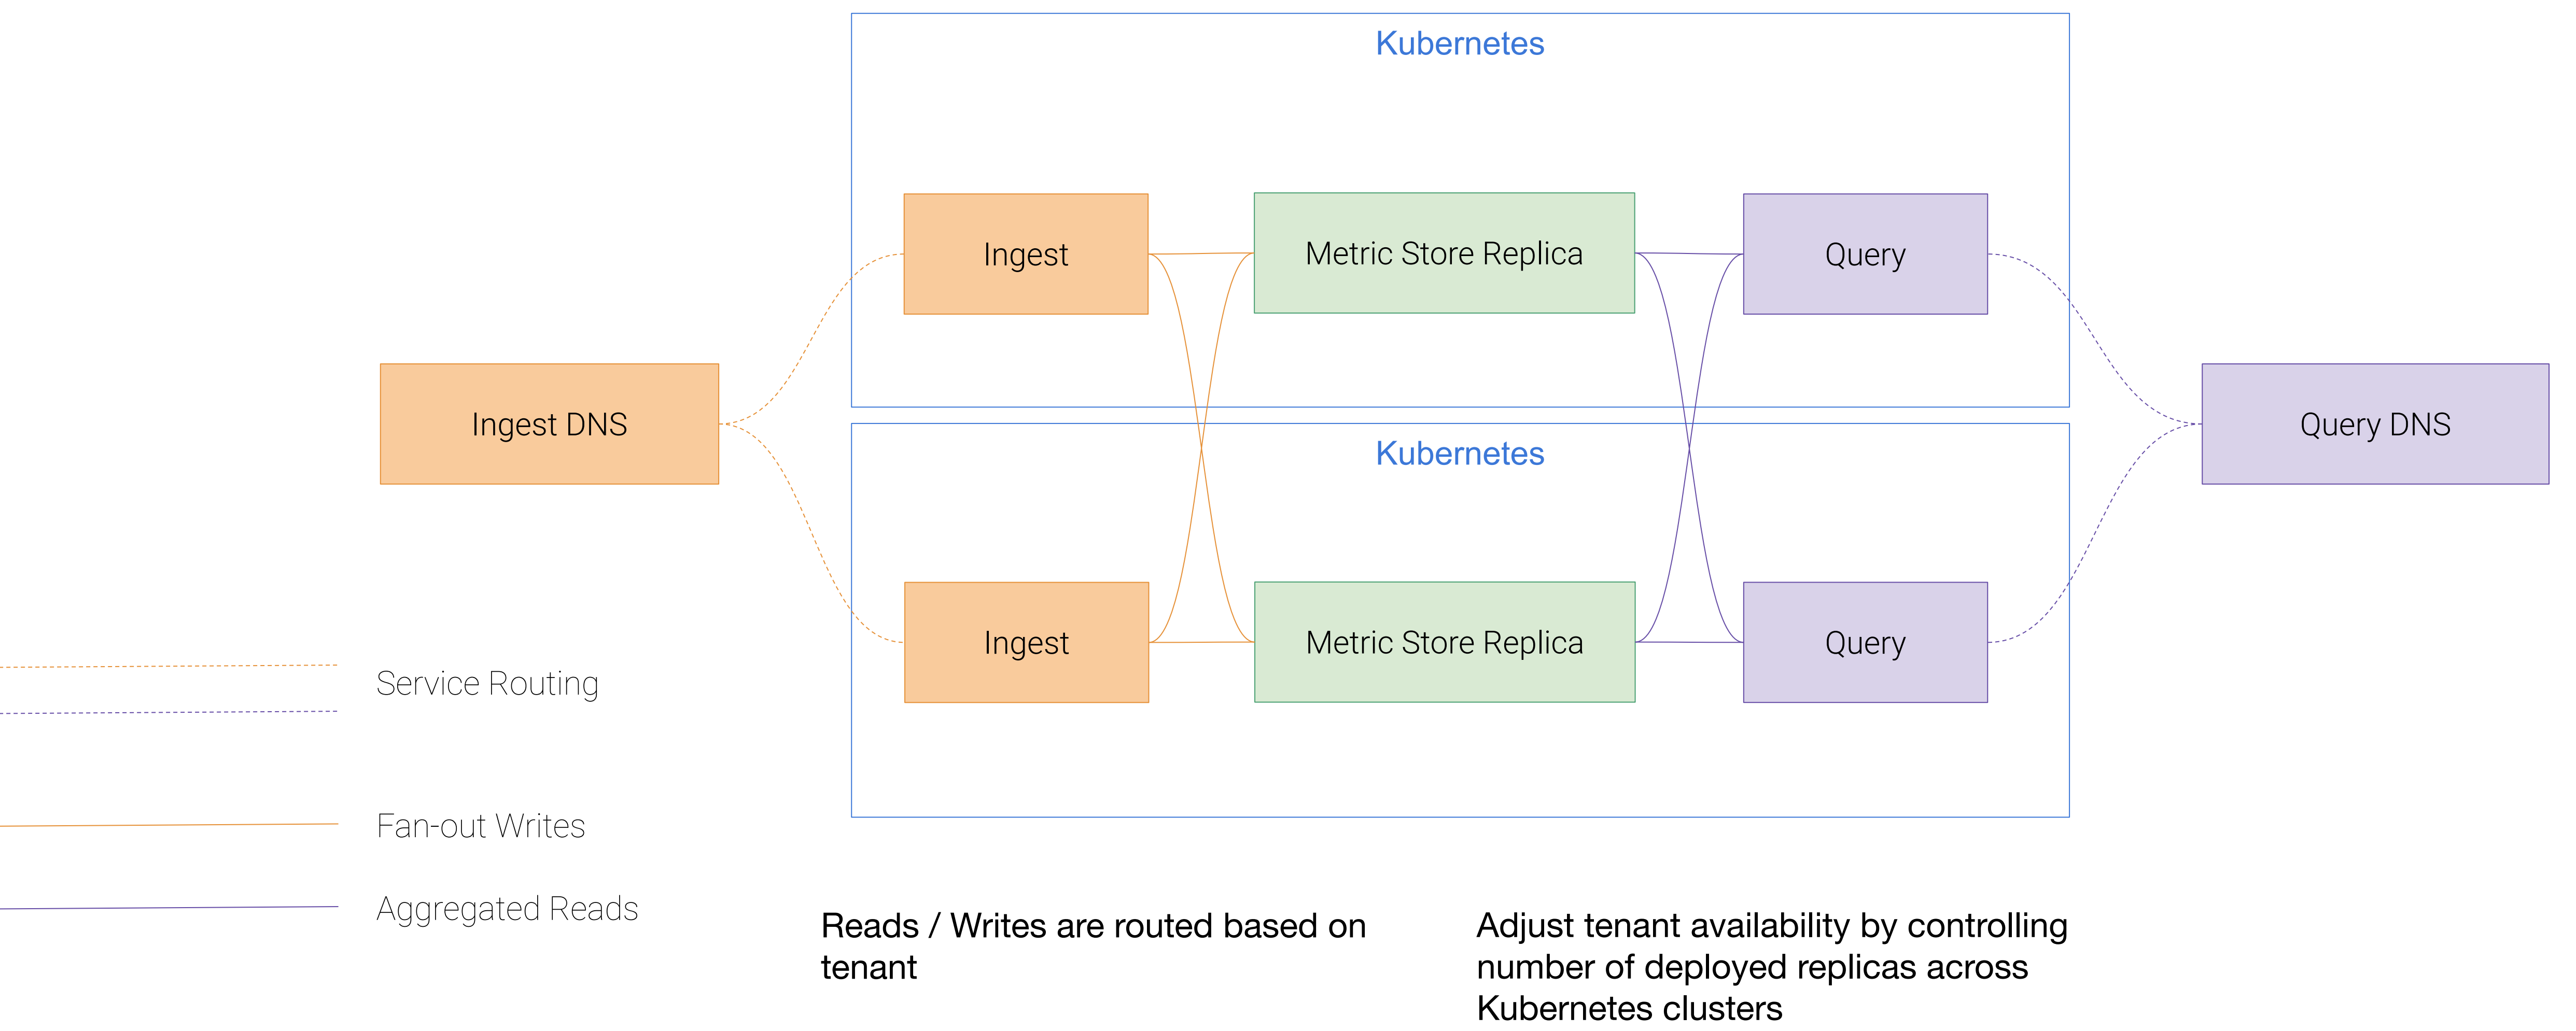 Kubernetes
Ingest
Metric Store Replica
Query
Ingest DNS
Query DNS
Kubernetes
Ingest
Metric Store Replica
Query
Service Routing
Fan-out Writes
Aggregated Reads
Reads / Writes are routed based on
tenant
Adjust tenant availability by controlling
number of deployed replicas across
Kubernetes clusters